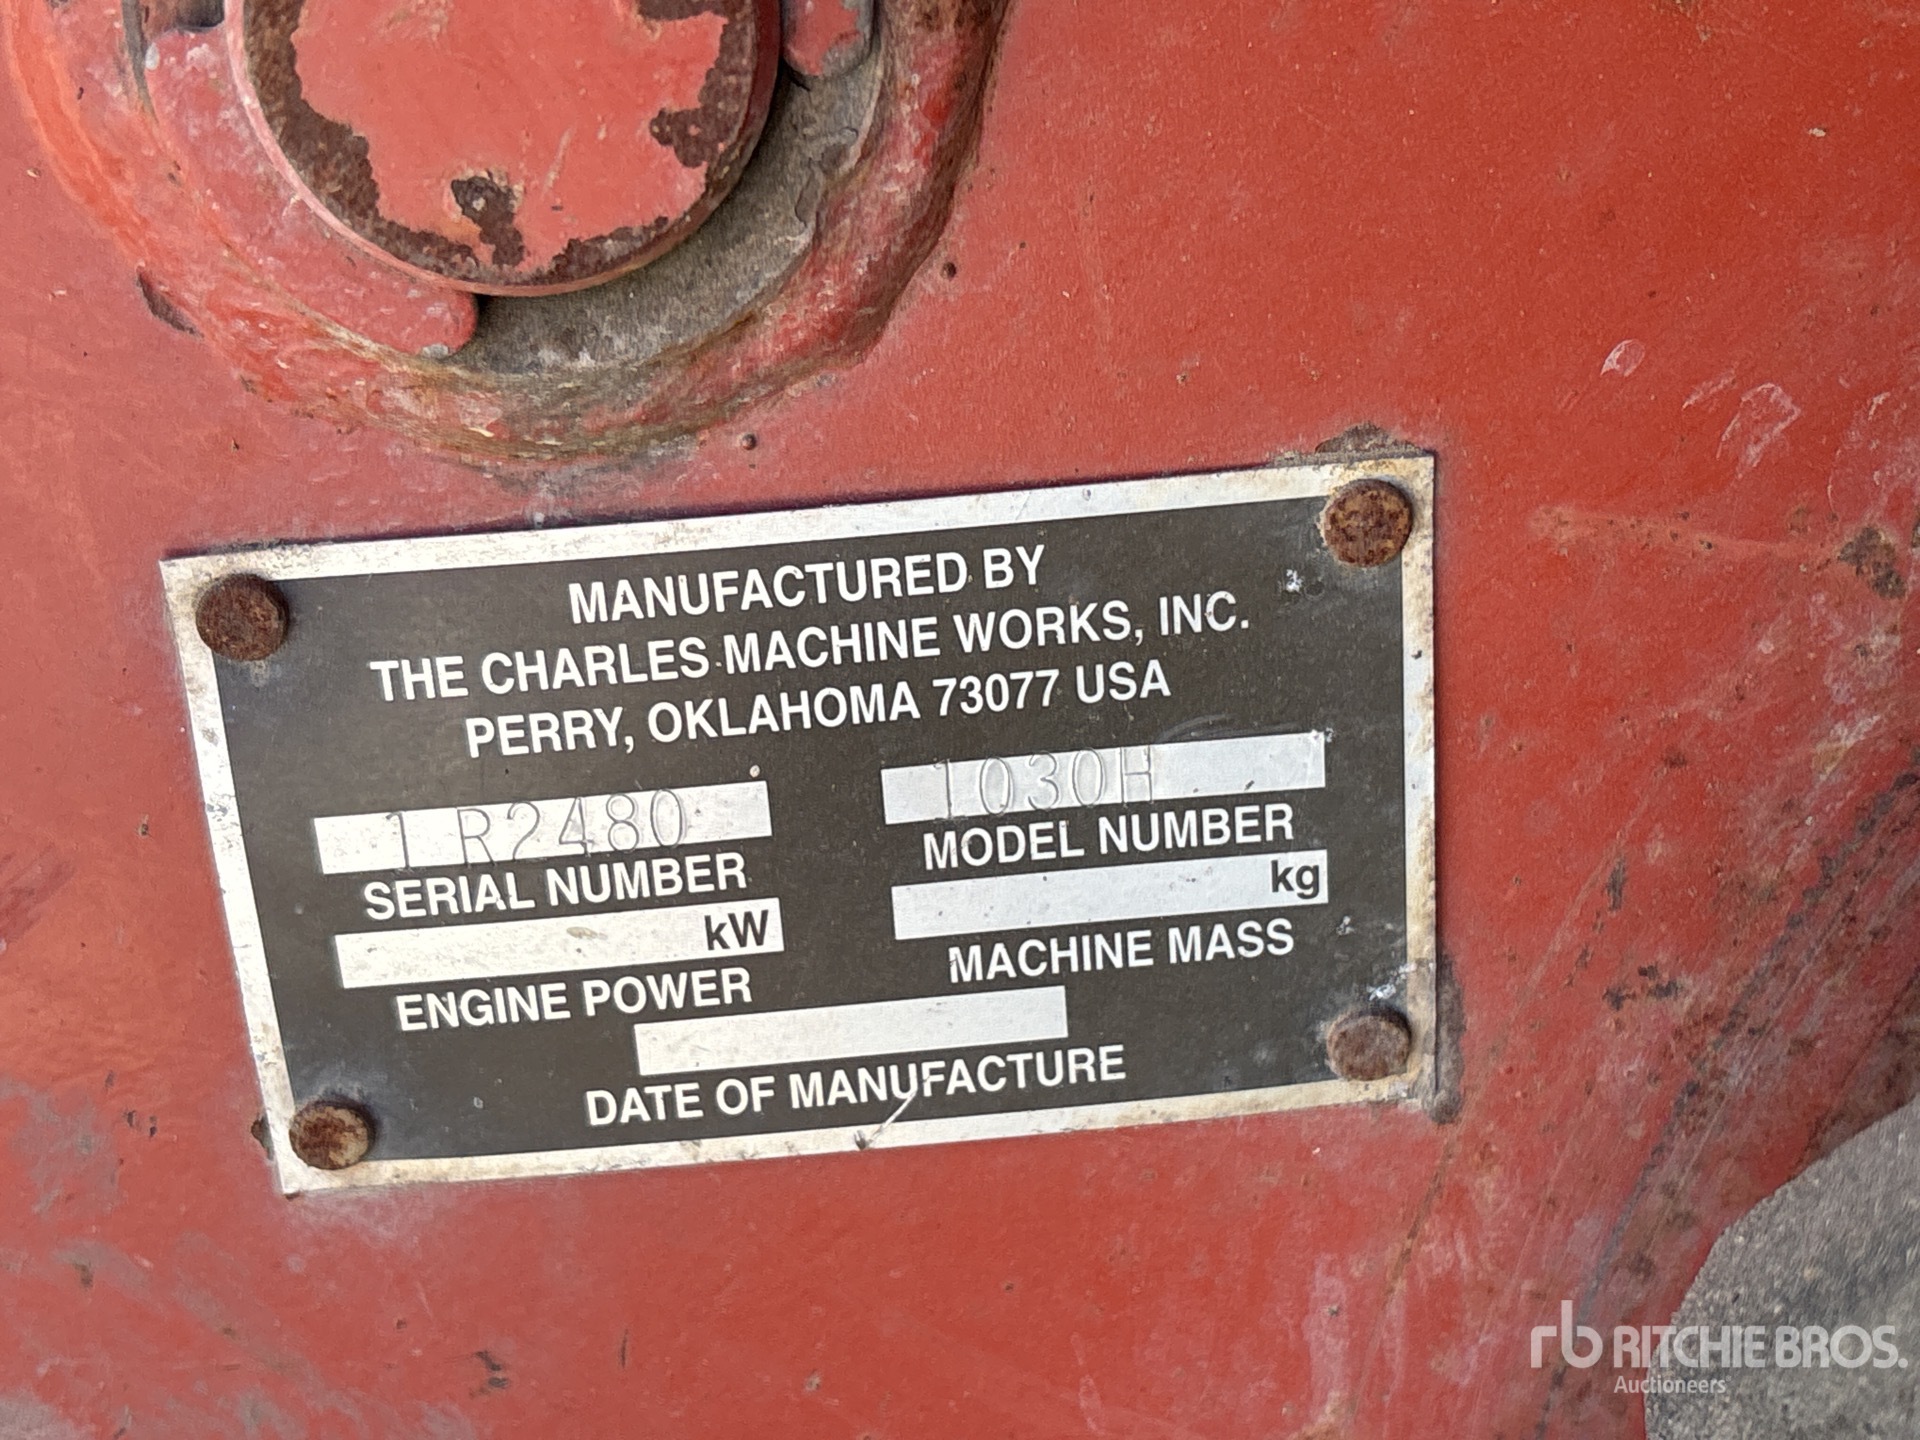 MANUFACTURED BY
THE CHARLES MACHINE WORKS, INC.
PERRY, OKLAHOMA 73077 USA
1R2480 1030H
SERIAL NUMBER MODEL NUMBER
kW kg
ENGINE POWER MACHINE MASS
DATE OF MANUFACTURE
rb RITCHIE BROS.
Auctioneers